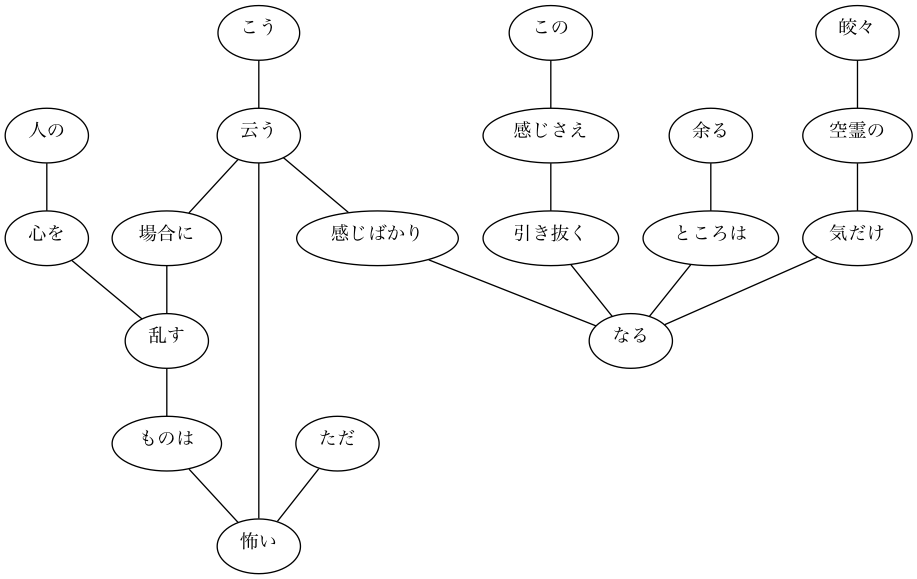 こう
この
皎々
人の
云う
感じさえ
余る
空霊の
心を
場合に
感じばかり
引き抜く
ところは
気だけ
乱す
なる
ものは
ただ
怖い